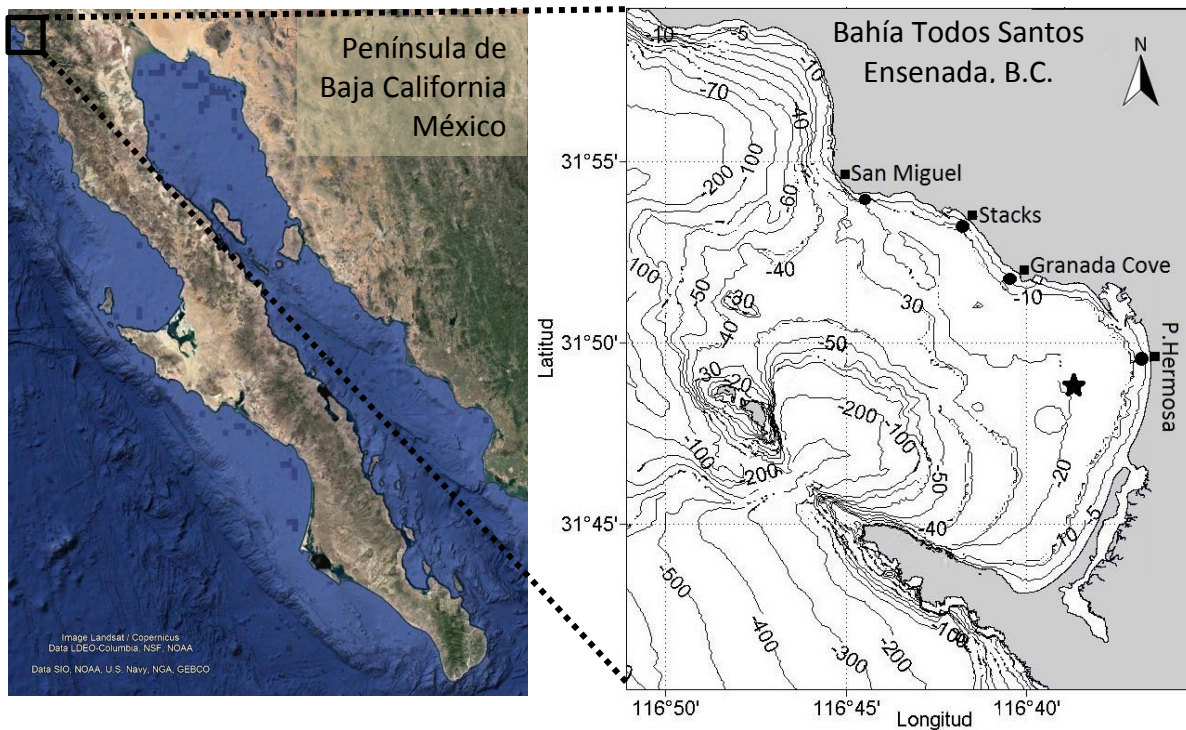 Península de
Baja California
México
Image Landsat / Copernicus
Data LDEO-Columbia, NSF, NOAA
Data SIO, NOAA, U.S. Navy, NGA, GEBCO
Bahía Todos Santos
Ensenada, B.C.
N
-10
-5
-10
-70
-40
31°55'
-100
-200
-60
San Miguel
Stacks
Granada Cove
-40
100
-50
-30
-40
30
-10
P.Hermosa
31°50'
Latitud
-50
30
-20
-200
-100
-100
-200
-50
-20
31°45'
-40
-5
-10
-500
-400
-300
-200
-100
116°50'
116°45'
116°40'
Longitud